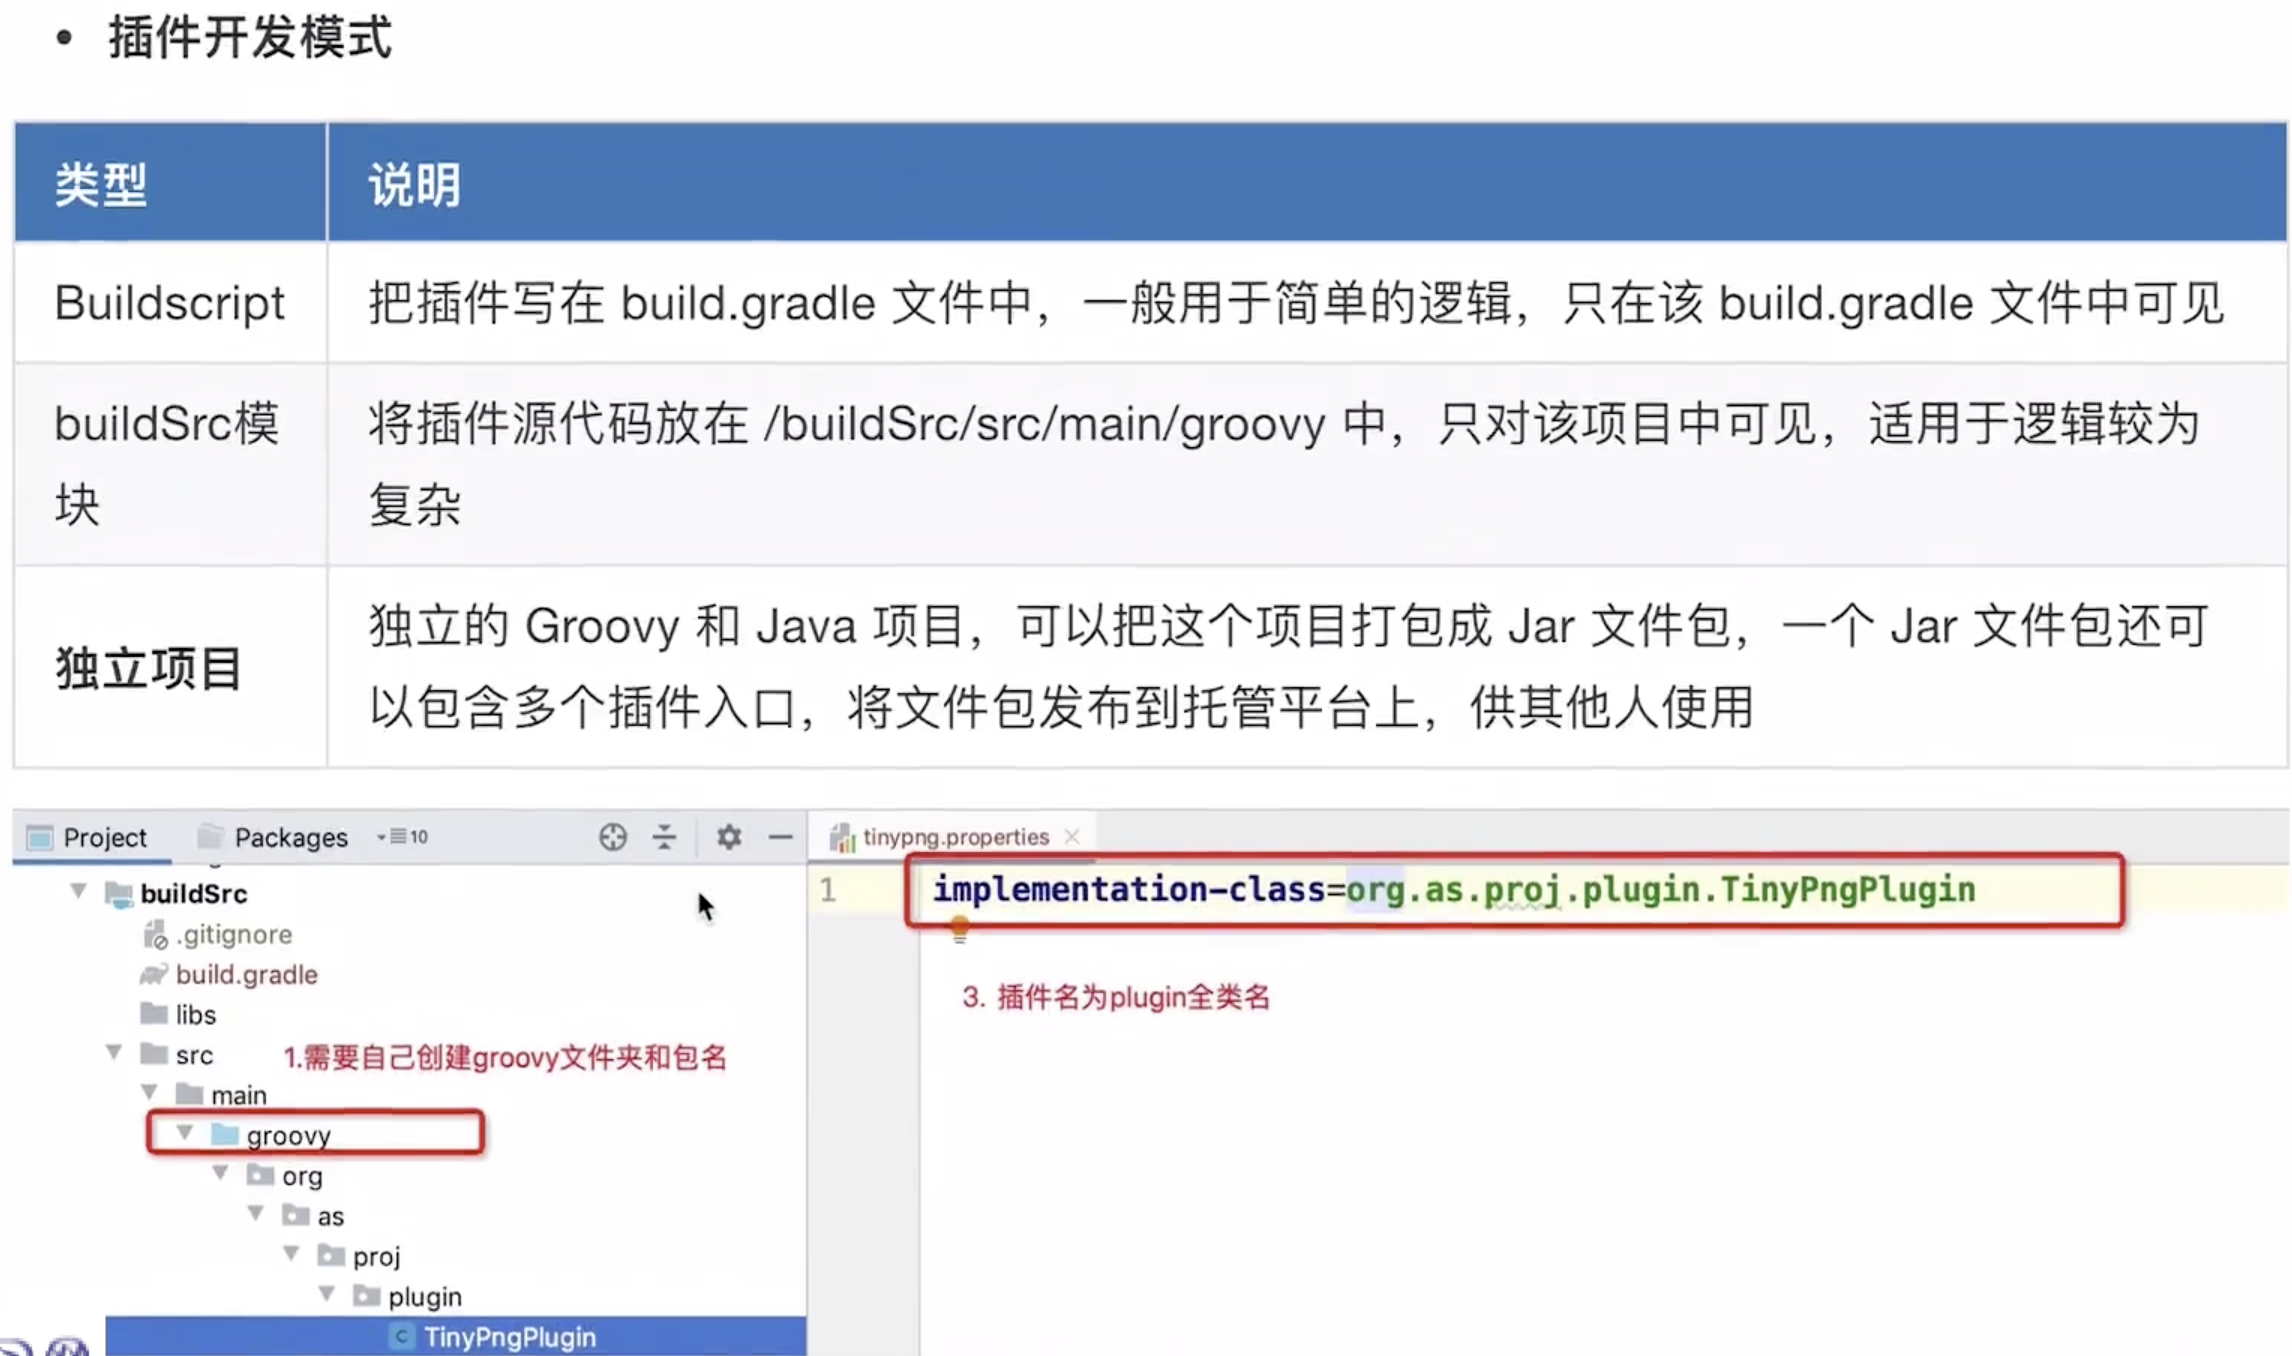 • 插件开发模式
类型 说明
Buildscript 把插件写在 build.gradle 文件中，一般用于简单的逻辑，只在该 build.gradle 文件中可见
buildSrc模块 将插件源代码放在 /buildSrc/src/main/groovy 中，只对该项目中可见，适用于逻辑较为
复杂
独立项目 独立的 Groovy 和 Java 项目，可以把这个项目打包成 Jar 文件包，一个 Jar 文件包还可
以包含多个插件入口，将文件包发布到托管平台上，供其他人使用
Project Packages 10
tinypng.properties
buildSrc
.gitignore
build.gradle
libs
src
1.需要自己创建groovy文件夹和包名
main
groovy
org
as
proj
plugin
TinyPngPlugin
1 implementation-class=org.as.proj.plugin.TinyPngPlugin
3. 插件名为plugin全类名